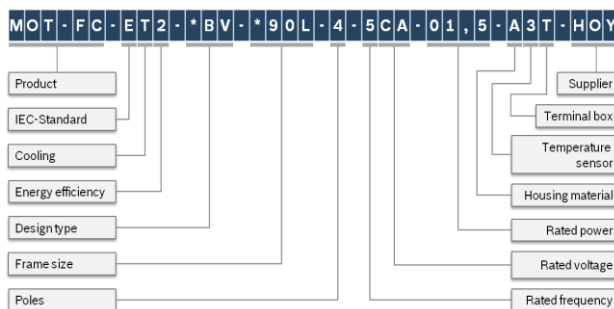 MOT-FC-ET2-*BV-*90L-4-5CA-01,5-A3T-HOY
Product
IEC-Standard
Cooling
Energy efficiency
Design type
Frame size
Poles
Supplier
Terminal box
Temperature
sensor
Housing material
Rated power
Rated voltage
Rated frequency